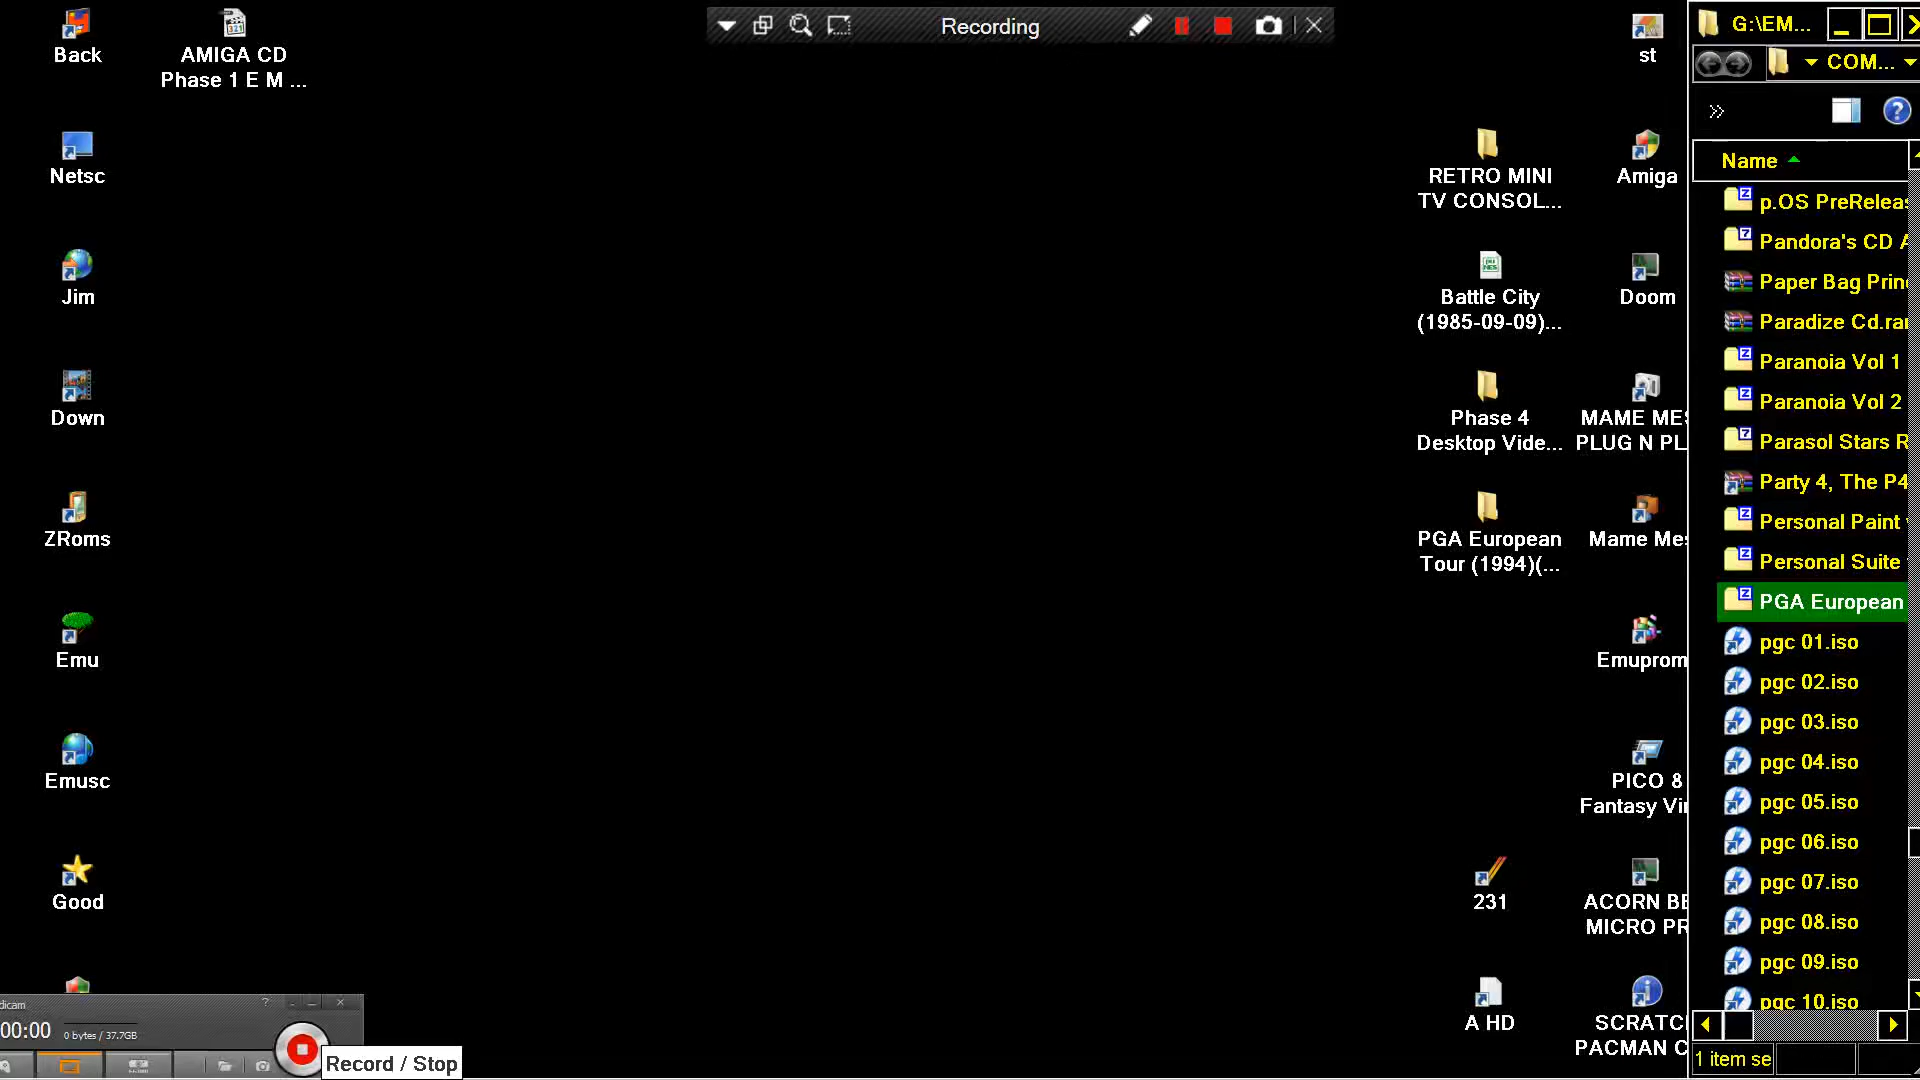 Recording
Back
AMIGA CD
Phase 1 E M ...
Netsc
Jim
Down
ZRoms
Emu
Emusc
Good
RETRO MINI
TV CONSOL...
Battle City
(1985-09-09)...
Phase 4
Desktop Vide...
PGA European
Tour (1994)(...
231
A HD
st
Amiga
Doom
MAME MES
PLUG N PL
Mame Mes
Emuprom
PICO 8
Fantasy Vi
ACORN BE
MICRO PR
SCRATC
PACMAN C
G:\EM...
COM...
Name
p.OS PreReleas
Pandora's CD A
Paper Bag Prin
Paradize Cd.rar
Paranoia Vol 1
Paranoia Vol 2
Parasol Stars R
Party 4, The P4
Personal Paint
Personal Suite
PGA European
pgc 01.iso
pgc 02.iso
pgc 03.iso
pgc 04.iso
pgc 05.iso
pgc 06.iso
pgc 07.iso
pgc 08.iso
pgc 09.iso
pgc 10.iso
1 item se
dicam
00:00
0 bytes / 37.7GB
Record / Stop